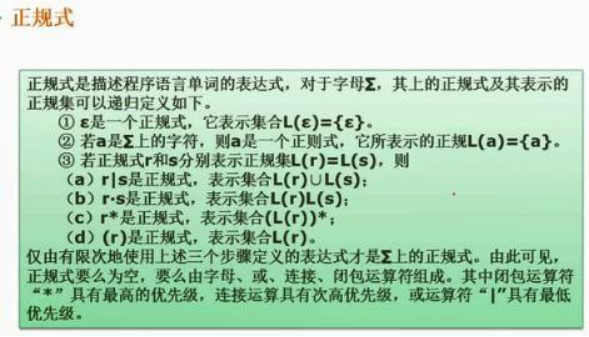 正规式
正规式是描述程序语言单词的表达式，对于字母Σ，其上的正规式及其表示的
正规集可以递归定义如下。
① ε是一个正规式，它表示集合L(ε)={ε}。
② 若a是Σ上的字符，则a是一个正则式，它所表示的正规L(a)={a}。
③ 若正规式r和s分别表示正规集L(r)=L(s)，则
（a）r|s是正规式，表示集合L(r)∪L(s)；
（b）r·s是正规式，表示集合L(r)L(s)；
（c）r*是正规式，表示集合(L(r))*；
（d）(r)是正规式，表示集合L(r)。
仅由有限次地使用上述三个步骤定义的表达式才是Σ上的正规式。由此可见，
正规式要么为空，要么由字母、或、连接、闭包运算符组成。其中闭包运算符
“*”具有最高的优先级，连接运算具有次高优先级，或运算符“|”具有最低
优先级。